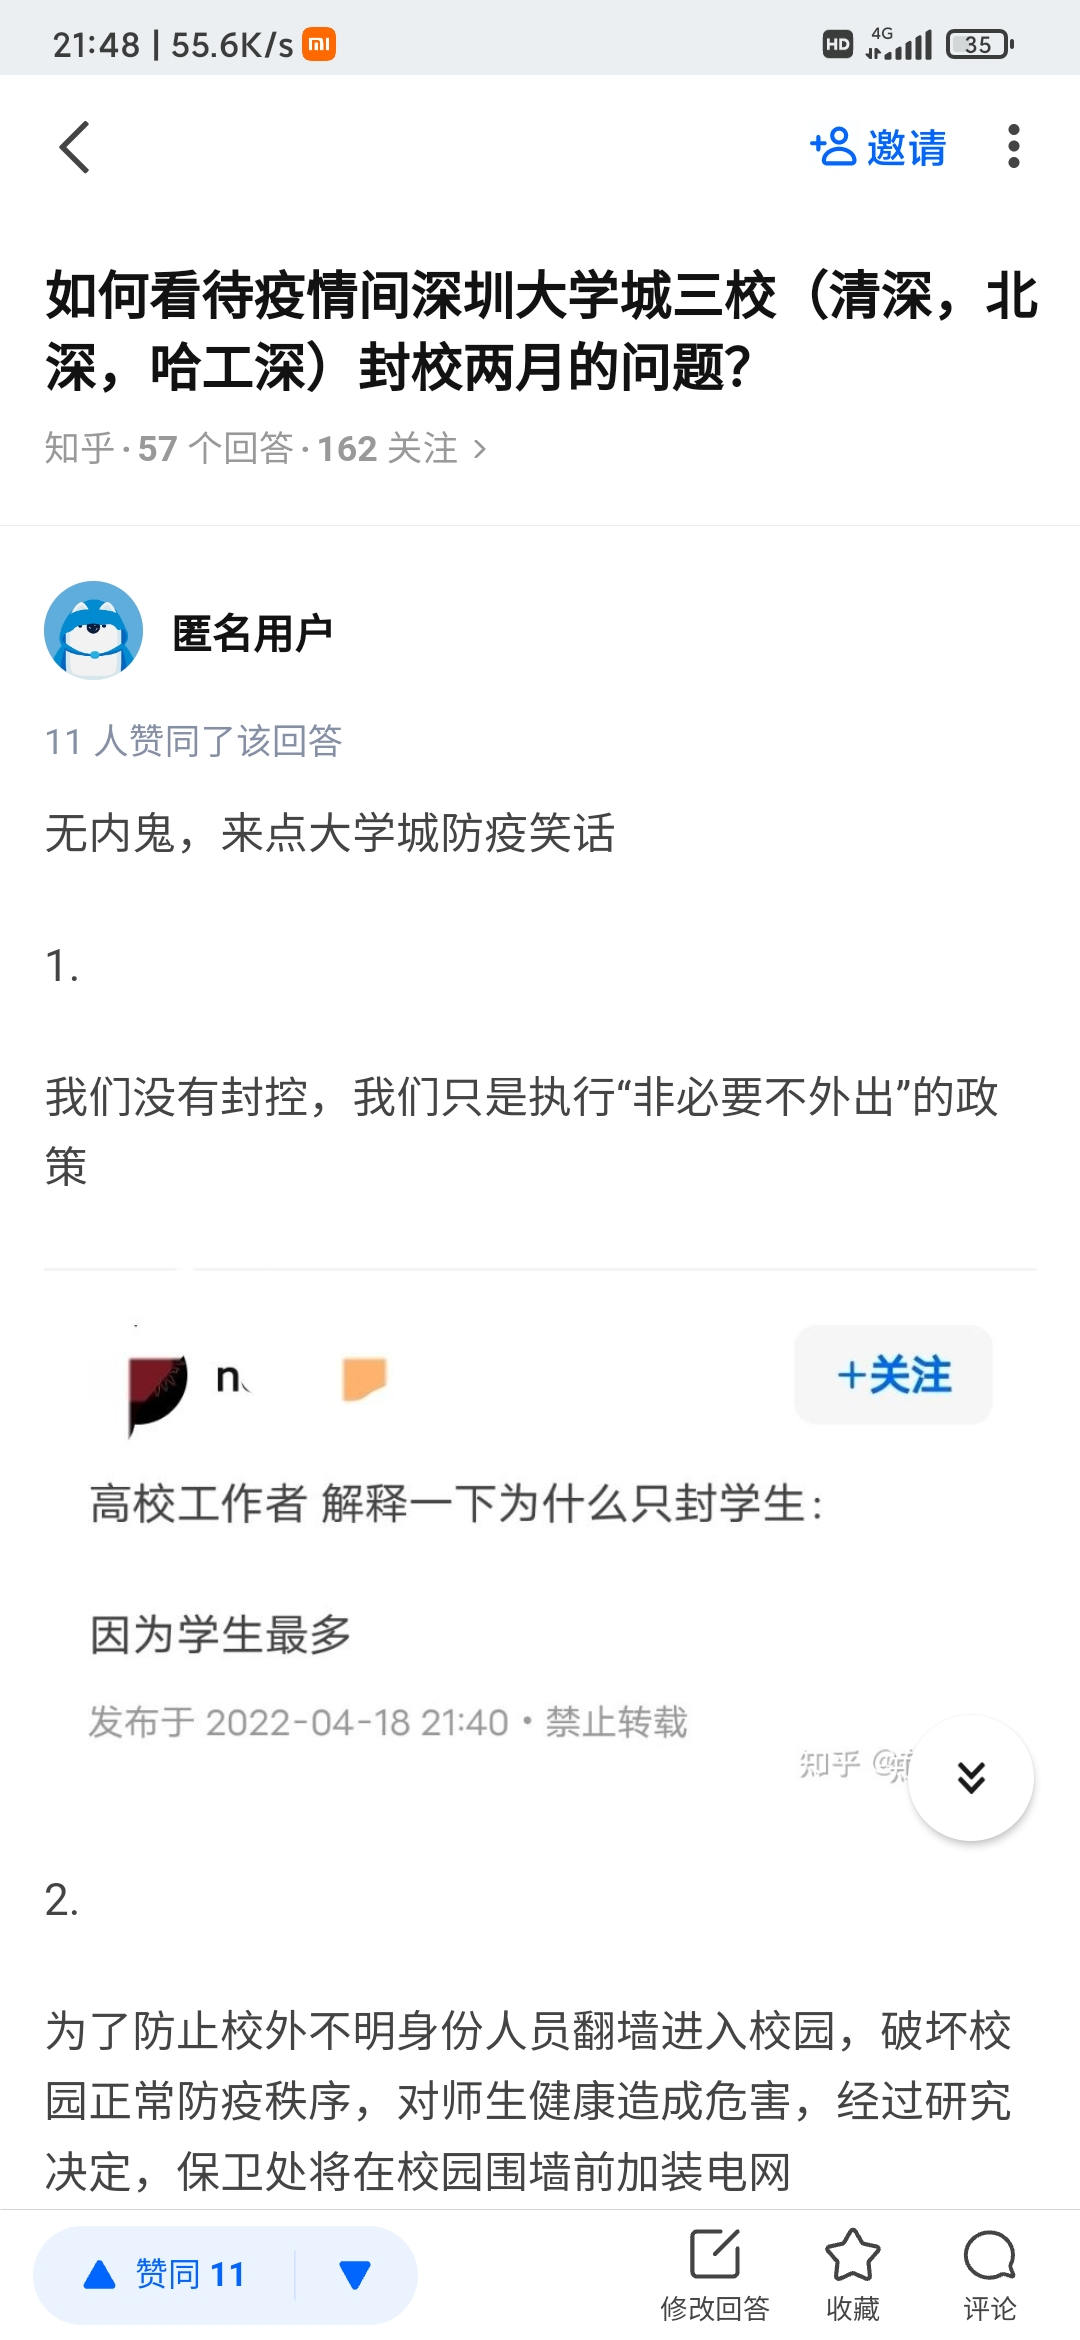 21:48 | 55.6K/s
HD 4G 35
邀请
如何看待疫情间深圳大学城三校（清深，北
深，哈工深）封校两月的问题？
知乎 · 57 个回答 · 162 关注 >
匿名用户
11 人赞同了该回答
无内鬼，来点大学城防疫笑话
1.
我们没有封控，我们只是执行“非必要不外出”的政
策
n
+关注
高校工作者 解释一下为什么只封学生：
因为学生最多
发布于 2022-04-18 21:40 · 禁止转载
知乎 @
2.
为了防止校外不明身份人员翻墙进入校园，破坏校
园正常防疫秩序，对师生健康造成危害，经过研究
决定，保卫处将在校园围墙前加装电网
赞同 11
修改回答 收藏 评论